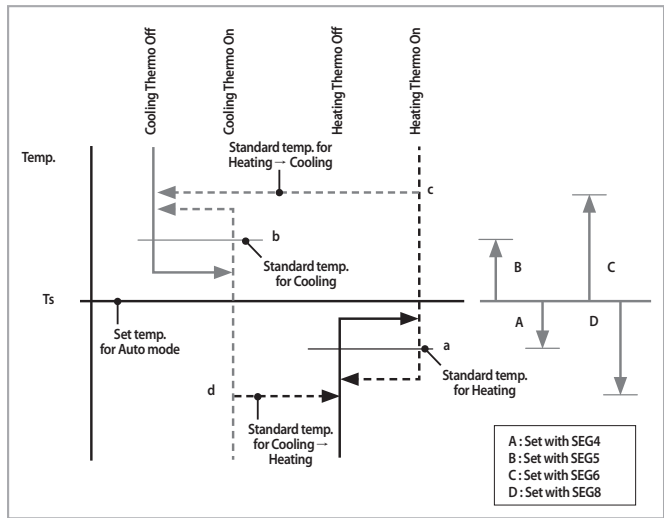 Cooling Thermo Off
Cooling Thermo On
Heating Thermo Off
Heating Thermo On
Temp.
Standard temp. for
Heating → Cooling
c
b
Standard temp.
for Cooling
B
C
Ts
Set temp.
for Auto mode
A
D
a
Standard temp.
for Heating
d
Standard temp.
for Cooling →
Heating
A : Set with SEG4
B : Set with SEG5
C : Set with SEG6
D : Set with SEG8